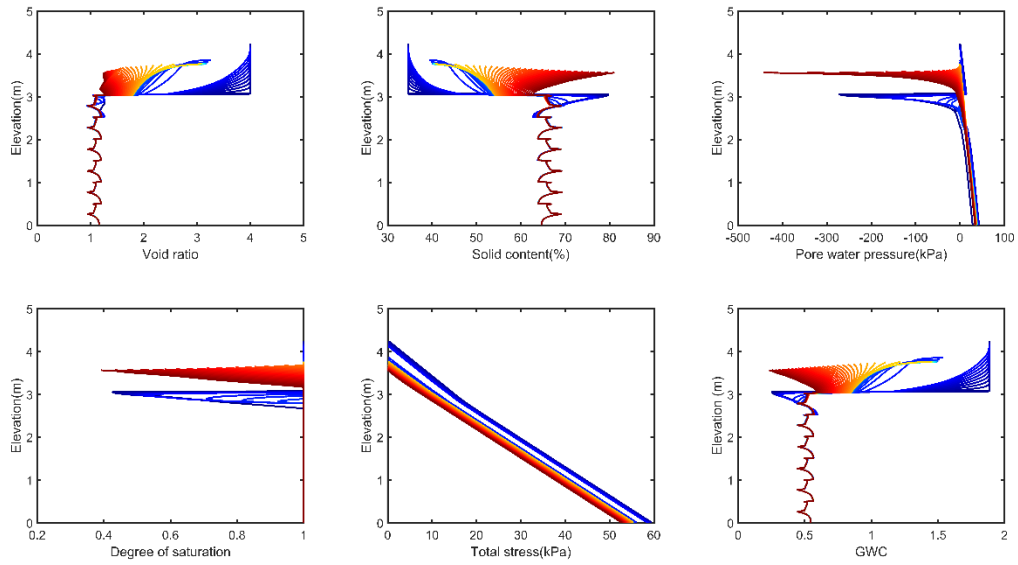 5
4
3
2
1
0
Elevation(m)
0 1 2 3 4 5
Void ratio
5
4
3
2
1
0
Elevation(m)
30 40 50 60 70 80 90
Solid content(%)
5
4
3
2
1
0
Elevation(m)
-500 -400 -300 -200 -100 0 100
Pore water pressure(kPa)
5
4
3
2
1
0
Elevation(m)
0.2 0.4 0.6 0.8 1
Degree of saturation
5
4
3
2
1
0
Elevation(m)
0 10 20 30 40 50 60
Total stress(kPa)
5
4
3
2
1
0
Elevation (m)
0 0.5 1 1.5 2
GWC